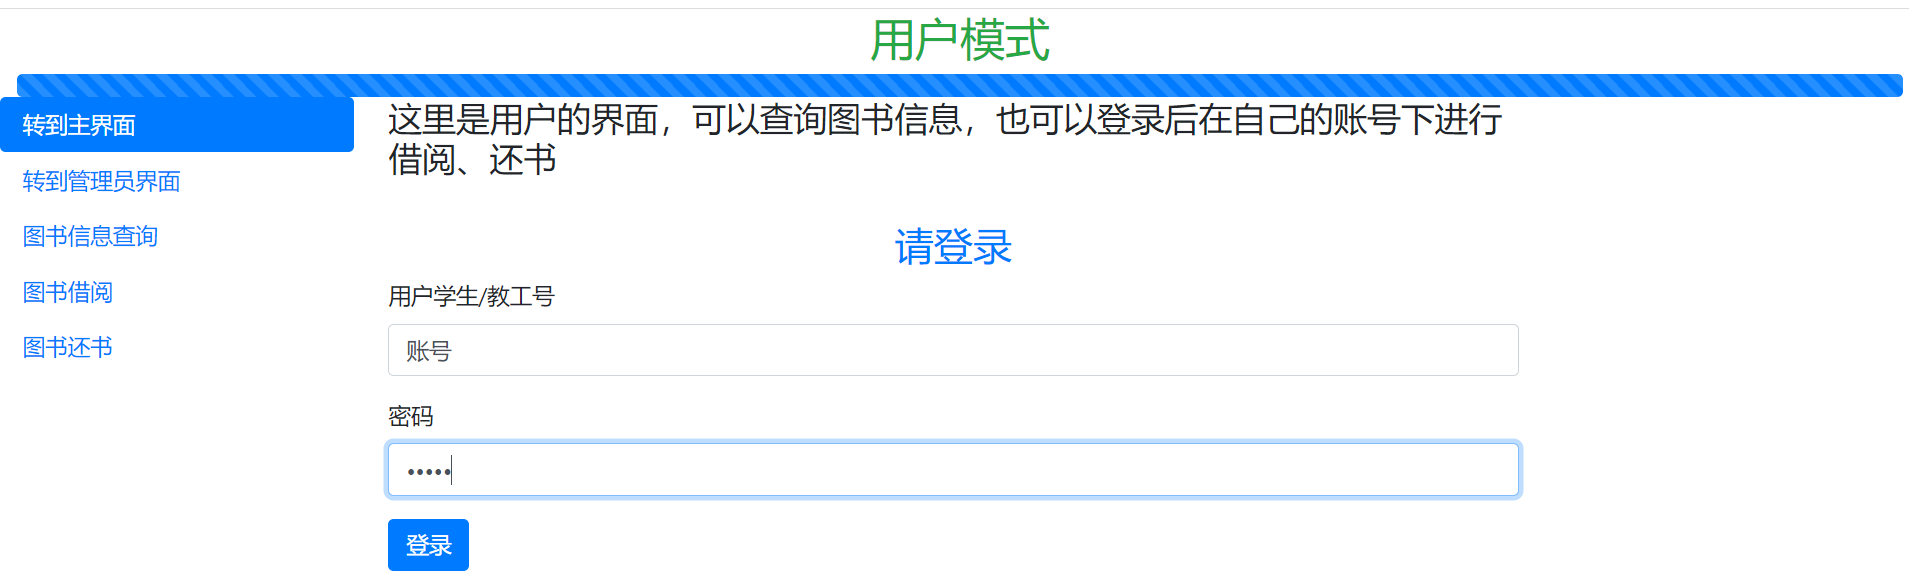 用户模式
转到主界面
转到管理员界面
图书信息查询
图书借阅
图书还书
这里是用户的界面，可以查询图书信息，也可以登录后在自己的账号下进行
借阅、还书
请登录
用户学生/教工号
账号
密码
•••••
登录